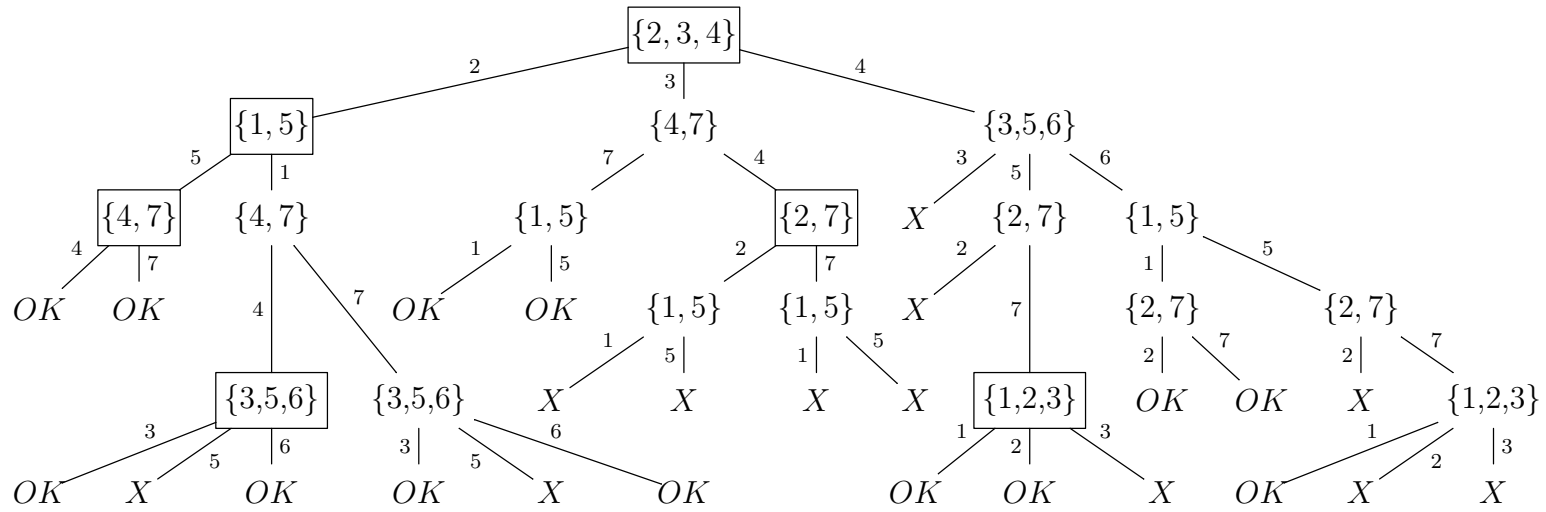 {2, 3, 4}
2 3 4
{1, 5} {4,7} {3,5,6}
5 1 7 4 3 5 6
{4, 7} {4, 7} {1, 5} {2, 7} X {2, 7} {1, 5}
4 7 1 5 2 7 2 1 5
OK OK 4 7 OK OK {1, 5} {1, 5} X 7 {2, 7} {2, 7}
1 5 1 5 2 7 2 7
{3,5,6} {3,5,6} X X X X {1,2,3} OK OK X {1,2,3}
3 5 6 3 5 6 1 2 3 1 2 3
OK X OK OK X OK OK OK X OK X X